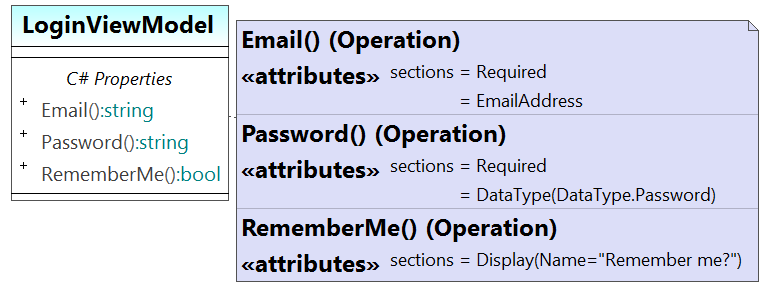 LoginViewModel
C# Properties
+ Email():string
+ Password():string
+ RememberMe():bool
Email() (Operation)
«attributes» sections = Required
= EmailAddress
Password() (Operation)
«attributes» sections = Required
= DataType(DataType.Password)
RememberMe() (Operation)
«attributes» sections = Display(Name="Remember me?")